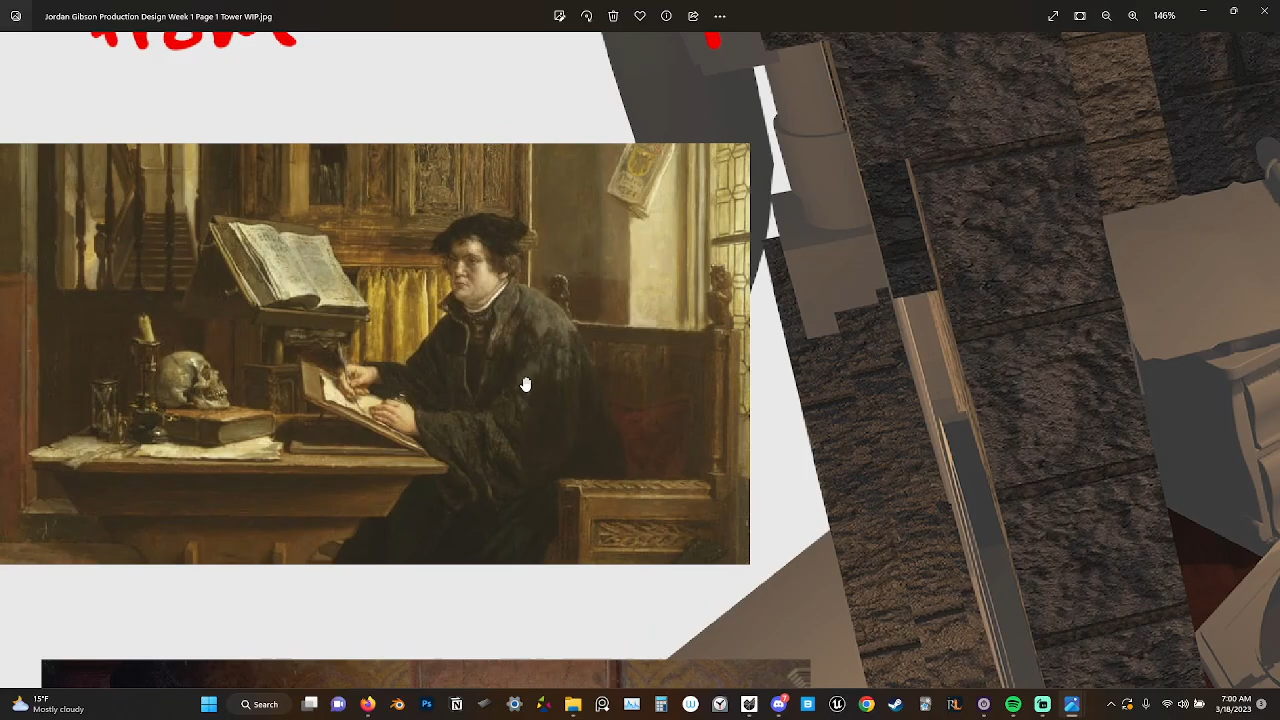 Jordan Gibson Production Design Week 1 Page 1 Tower WIP.jpg
146%
15°F
Mostly cloudy
Search
7:00 AM
3/18/2023